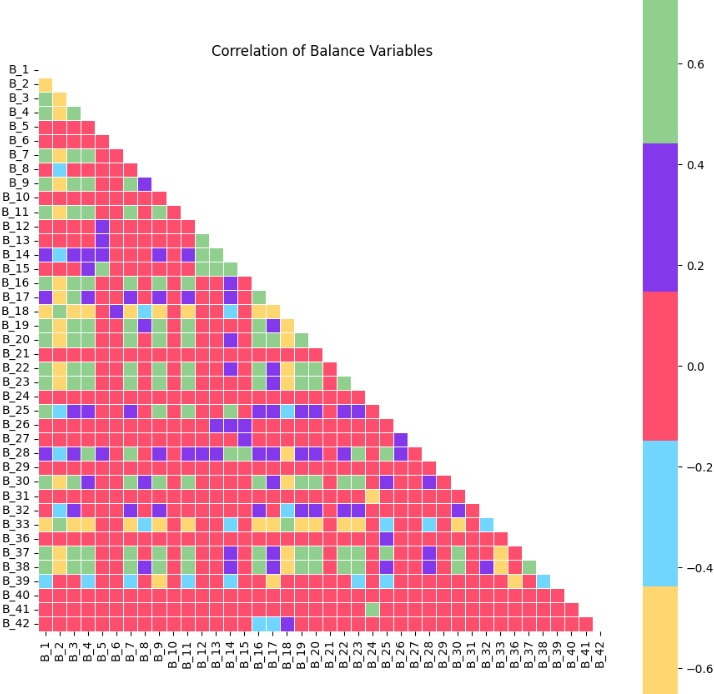 Correlation of Balance Variables
B_1
B_2
B_3
B_4
B_5
B_6
B_7
B_8
B_9
B_10
B_11
B_12
B_13
B_14
B_15
B_16
B_17
B_18
B_19
B_20
B_21
B_22
B_23
B_24
B_25
B_26
B_27
B_28
B_29
B_30
B_31
B_32
B_33
B_36
B_37
B_38
B_39
B_40
B_41
B_42
B_1 B_2 B_3 B_4 B_5 B_6 B_7 B_8 B_9 B_10 B_11 B_12 B_13 B_14 B_15 B_16 B_17 B_18 B_19 B_20 B_21 B_22 B_23 B_24 B_25 B_26 B_27 B_28 B_29 B_30 B_31 B_32 B_33 B_36 B_37 B_38 B_39 B_40 B_41 B_42
0.6
0.4
0.2
0.0
−0.2
−0.4
−0.6